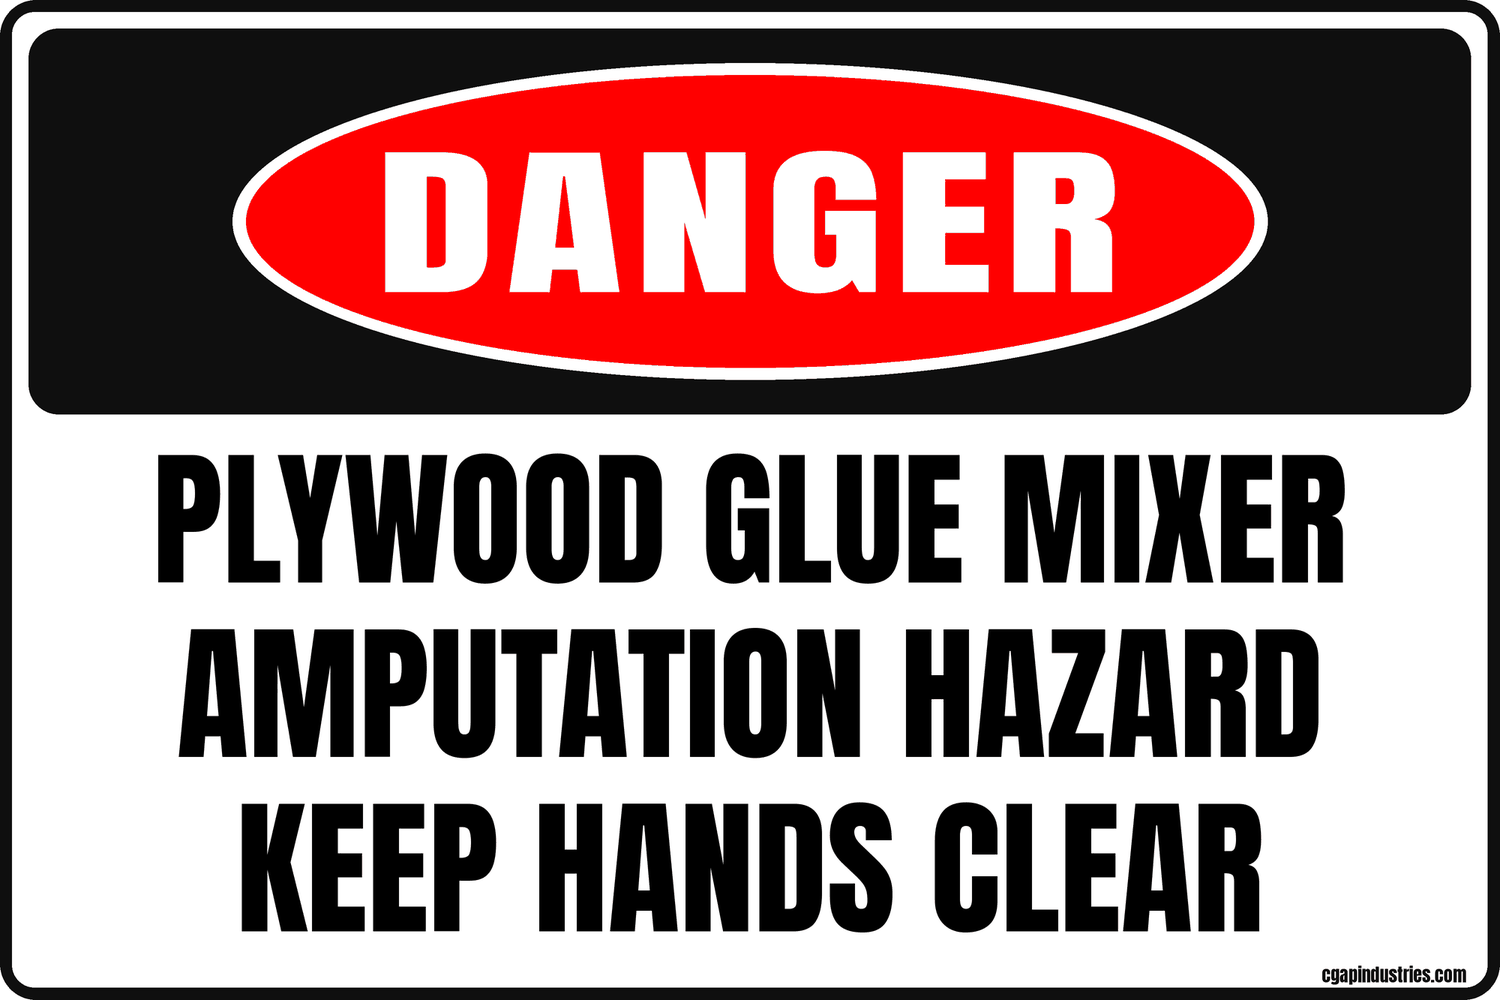 DANGER
PLYWOOD GLUE MIXER
AMPUTATION HAZARD
KEEP HANDS CLEAR
cgapindustries.com